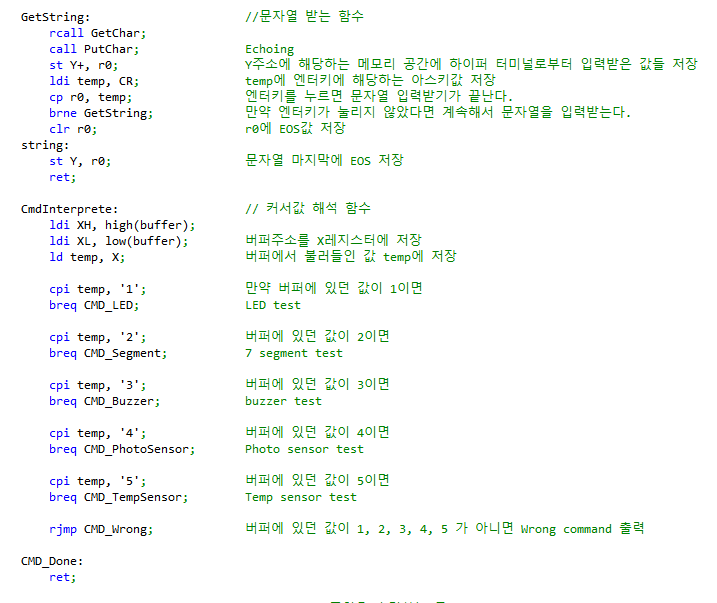 GetString: //문자열 받는 함수
rcall GetChar;
call PutChar; Echoing
st Y+, r0; Y주소에 해당하는 메모리 공간에 하이퍼 터미널로부터 입력받은 값들 저장
ldi temp, CR; temp에 엔터키에 해당하는 아스키값 저장
cp r0, temp; 엔터키를 누르면 문자열 입력받기가 끝난다.
brne GetString; 만약 엔터키가 눌리지 않았다면 계속해서 문자열을 입력받는다.
clr r0; r0에 EOS값 저장
string:
st Y, r0; 문자열 마지막에 EOS 저장
ret;
CmdInterprete: // 커서값 해석 함수
ldi XH, high(buffer);
ldi XL, low(buffer); 버퍼주소를 X레지스터에 저장
ld temp, X; 버퍼에서 불러들인 값 temp에 저장
cpi temp, '1'; 만약 버퍼에 있던 값이 1이면
breq CMD_LED; LED test
cpi temp, '2'; 버퍼에 있던 값이 2이면
breq CMD_Segment; 7 segment test
cpi temp, '3'; 버퍼에 있던 값이 3이면
breq CMD_Buzzer; buzzer test
cpi temp, '4'; 버퍼에 있던 값이 4이면
breq CMD_PhotoSensor; Photo sensor test
cpi temp, '5'; 버퍼에 있던 값이 5이면
breq CMD_TempSensor; Temp sensor test
rjmp CMD_Wrong; 버퍼에 있던 값이 1, 2, 3, 4, 5 가 아니면 Wrong command 출력
CMD_Done:
ret;